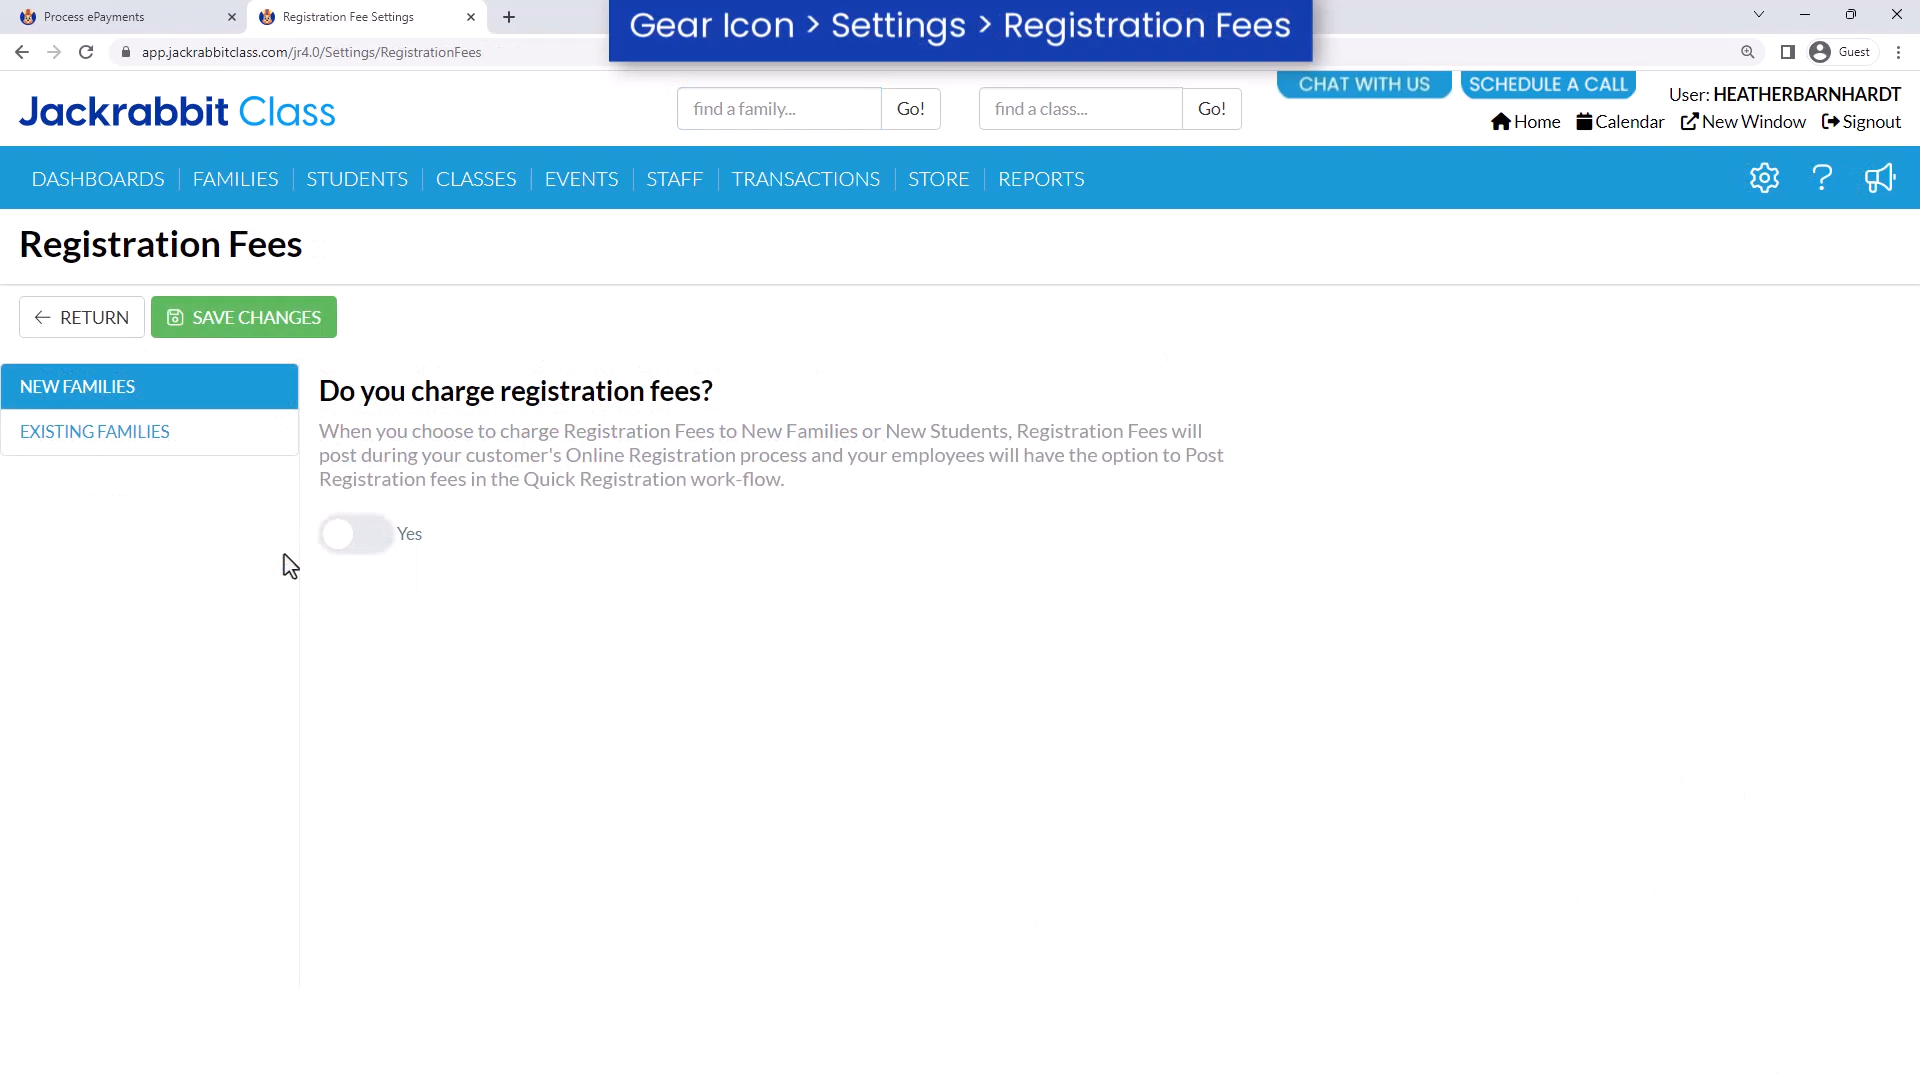 Process ePayments
Registration Fee Settings
Gear Icon > Settings > Registration Fees
app.jackrabbitclass.com/jr4.0/Settings/RegistrationFees
Guest
Jackrabbit Class
find a family...
Go!
find a class...
Go!
CHAT WITH US
SCHEDULE A CALL
User: HEATHERBARNHARDT
Home
Calendar
New Window
Signout
DASHBOARDS
FAMILIES
STUDENTS
CLASSES
EVENTS
STAFF
TRANSACTIONS
STORE
REPORTS
Registration Fees
RETURN
SAVE CHANGES
NEW FAMILIES
EXISTING FAMILIES
Do you charge registration fees?
When you choose to charge Registration Fees to New Families or New Students, Registration Fees will
post during your customer's Online Registration process and your employees will have the option to Post
Registration fees in the Quick Registration work-flow.
Yes